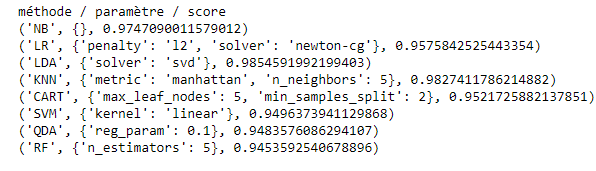 méthode / paramètre / score
('NB', {}, 0.9747090011579012)
('LR', {'penalty': 'l2', 'solver': 'newton-cg'}, 0.9575842525443354)
('LDA', {'solver': 'svd'}, 0.9854591992199403)
('KNN', {'metric': 'manhattan', 'n_neighbors': 5}, 0.9827411786214882)
('CART', {'max_leaf_nodes': 5, 'min_samples_split': 2}, 0.9521725882137851)
('SVM', {'kernel': 'linear'}, 0.9496373941129868)
('QDA', {'reg_param': 0.1}, 0.9483576086294107)
('RF', {'n_estimators': 5}, 0.9453592540678896)